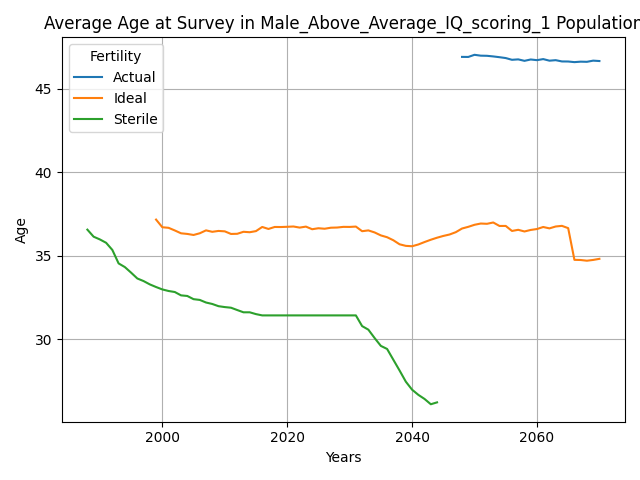 Average Age at Survey in Male_Above_Average_IQ_scoring_1 Population
Fertility
Actual
Ideal
Sterile
45
40
35
30
Age
2000
2020
2040
2060
Years